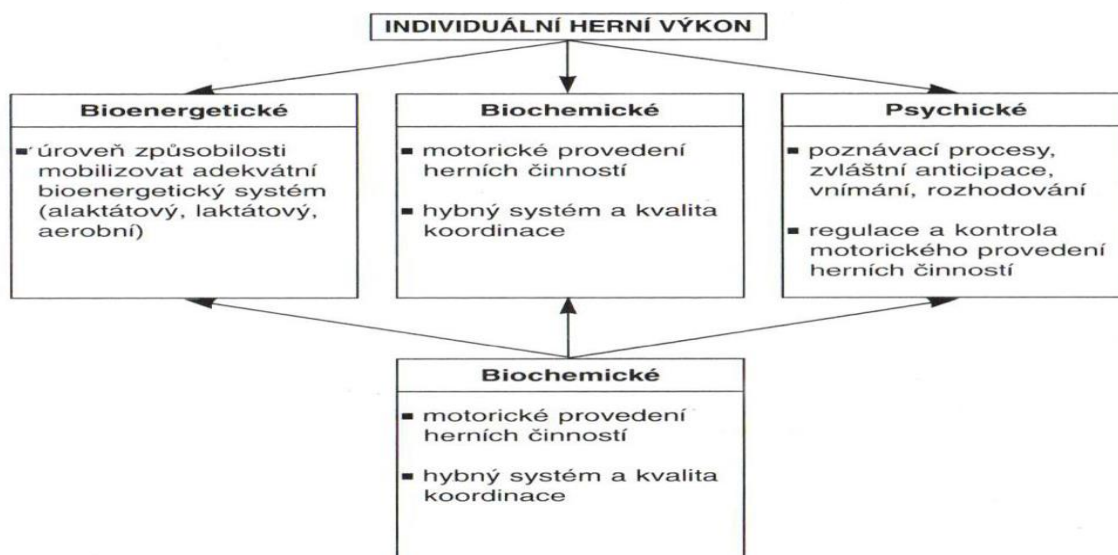 INDIVIDUÁLNÍ HERNÍ VÝKON
Bioenergetické
▪ úroveň způsobilosti
mobilizovat adekvátní
bioenergetický systém
(alaktátový, laktátový,
aerobní)
Biochemické
▪ motorické provedení
herních činností
▪ hybný systém a kvalita
koordinace
Psychické
▪ poznávací procesy,
zvláštní anticipace,
vnímání, rozhodování
▪ regulace a kontrola
motorického provedení
herních činností
Biochemické
▪ motorické provedení
herních činností
▪ hybný systém a kvalita
koordinace